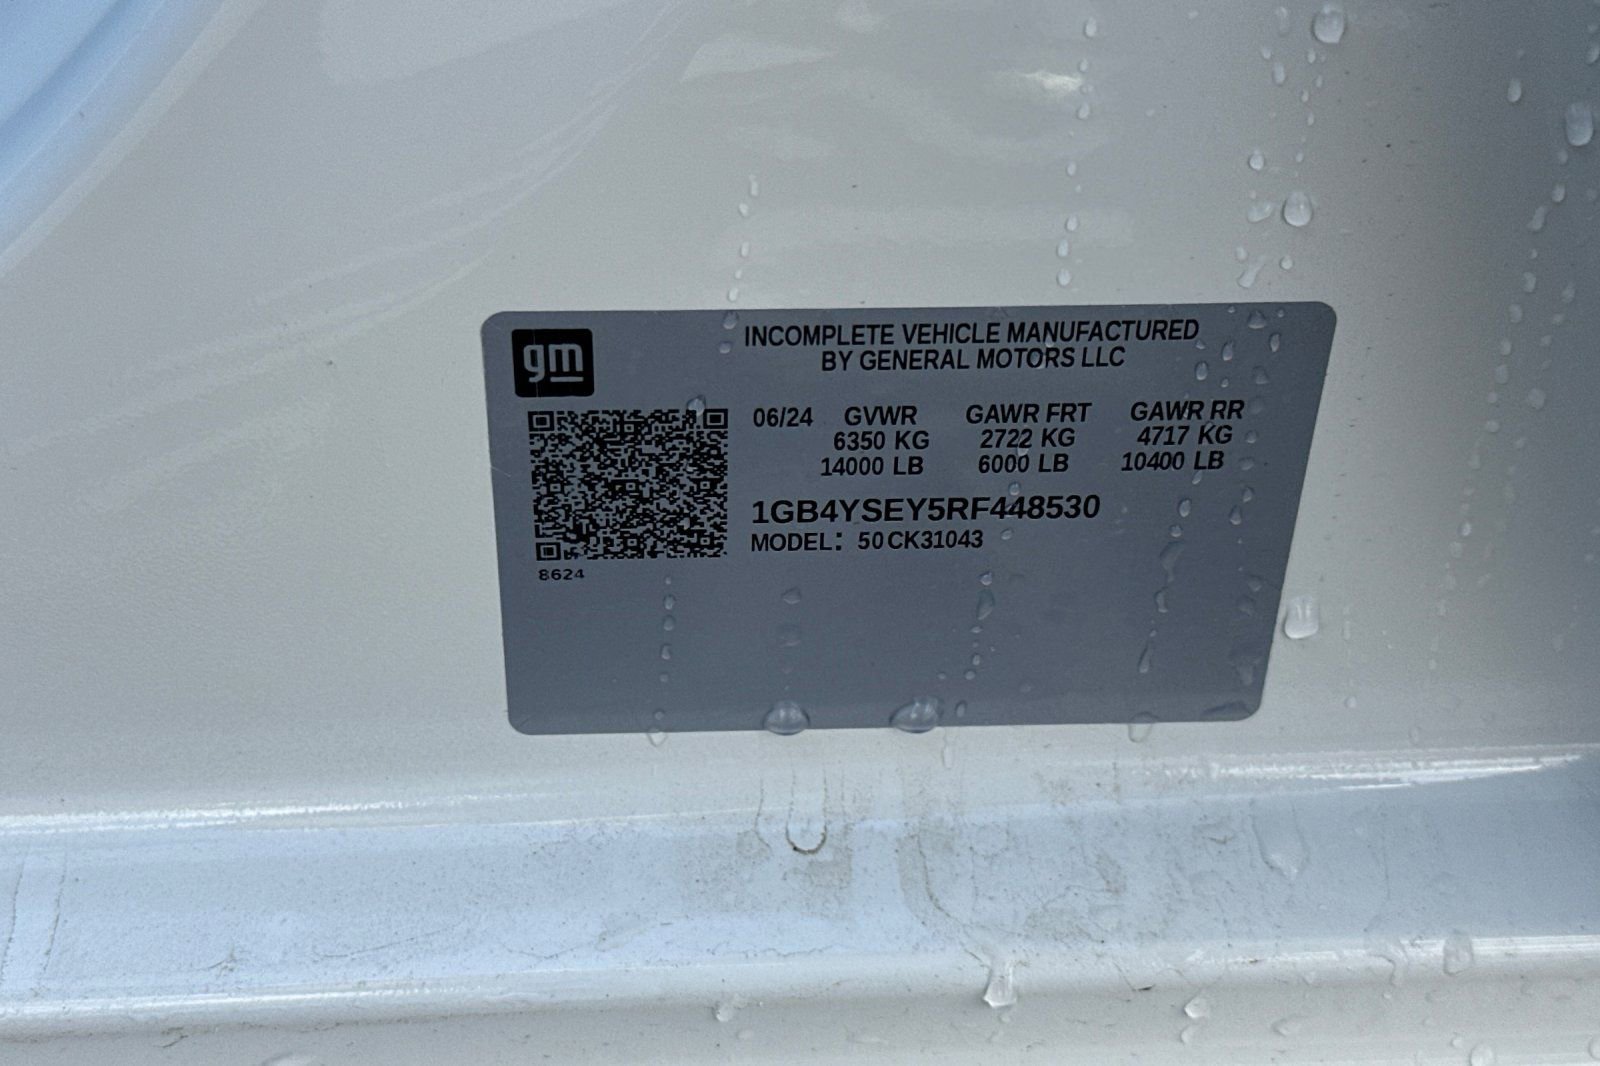 gm
INCOMPLETE VEHICLE MANUFACTURED
BY GENERAL MOTORS LLC
06/24 GVWR GAWR FRT GAWR RR
6350 KG 2722 KG 4717 KG
14000 LB 6000 LB 10400 LB
1GB4YSEY5RF448530
MODEL: 50 CK31043
8624